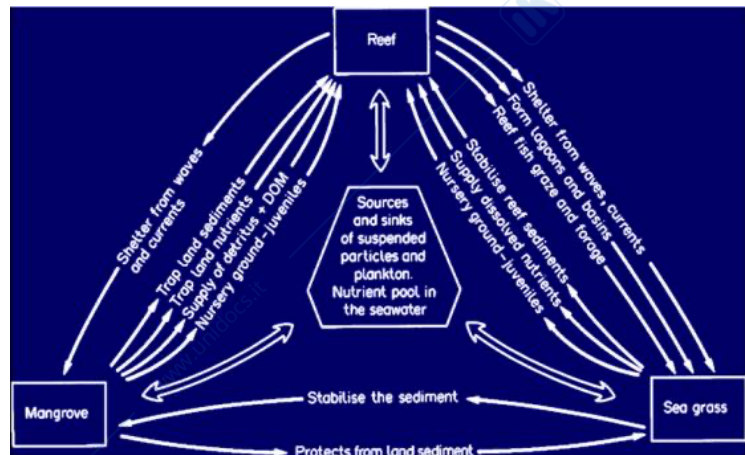 Reef
Shelter from waves
and currents
Trap land sediments
Trap land nutrients
Supply of detritus + DOM
Nursery ground-juveniles
Shelter from waves, currents
Form lagoons and basins
Reef fish graze and forage
Stabilise reef sediments
Supply dissolved nutrients
Nursery ground-juveniles
Sources
and sinks
of suspended
particles and
plankton.
Nutrient pool in
the seawater
Mangrove
Stabilise the sediment
Sea grass
Protects from land sediment
www.unidocs.it